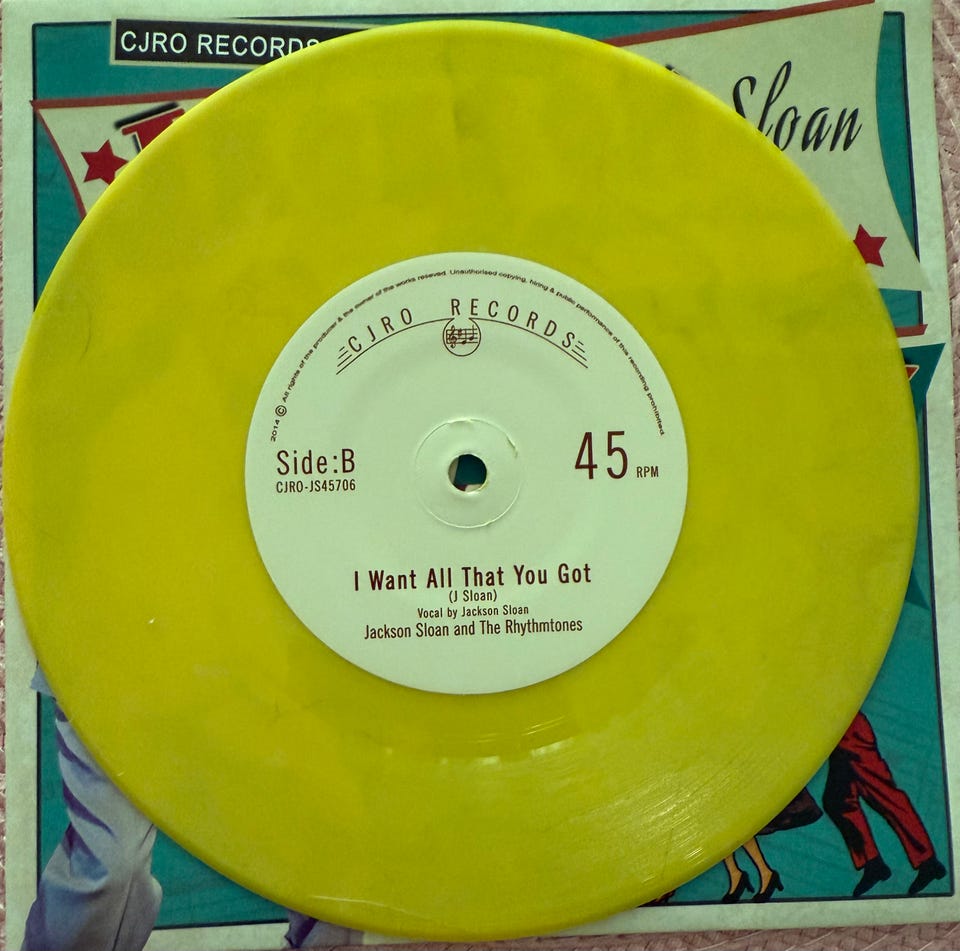 CJRO RECORDS
Sloan
2014 © All rights of the producer & the owner of the works reseved. Unauthorised copying, hiring & public performance of this recording prohibited.
CJRO RECORDS
Side:B
CJRO-JS45706
45 RPM
I Want All That You Got
(J Sloan)
Vocal by Jackson Sloan
Jackson Sloan and The Rhythmtones